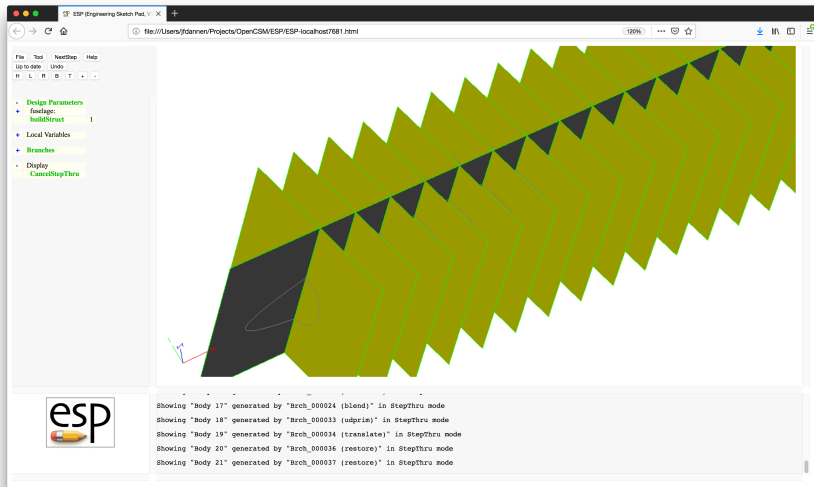 ESP (Engineering Sketch Pad, V
file:///Users/jfdannen/Projects/OpenCSM/ESP/ESP-localhost7681.html
120%
File Tool NextStep Help
Up to date Undo
H L R B T + -
- Design Parameters
+ fuselage:
buildStruct 1
+ Local Variables
+ Branches
- Display
CancelStepThru
esp
Showing "Body 17" generated by "Brch_000024 (blend)" in StepThru mode
Showing "Body 18" generated by "Brch_000033 (udprim)" in StepThru mode
Showing "Body 19" generated by "Brch_000034 (translate)" in StepThru mode
Showing "Body 20" generated by "Brch_000036 (restore)" in StepThru mode
Showing "Body 21" generated by "Brch_000037 (restore)" in StepThru mode